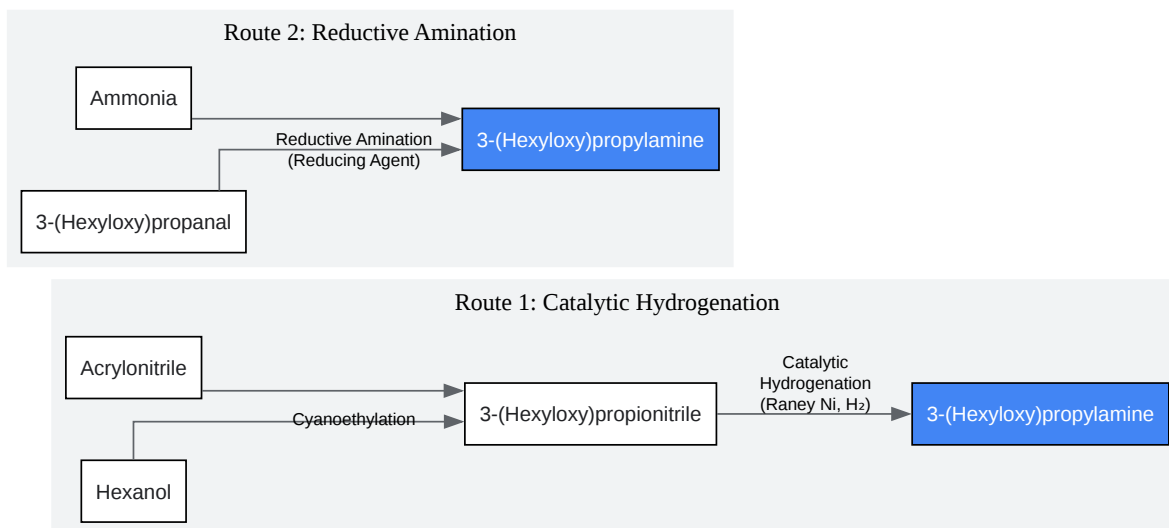 Route 2: Reductive Amination
Ammonia
3-(Hexyloxy)propylamine
Reductive Amination
(Reducing Agent)
3-(Hexyloxy)propanal
Route 1: Catalytic Hydrogenation
Acrylonitrile
Catalytic
Hydrogenation
(Raney Ni, H₂)
3-(Hexyloxy)propionitrile
3-(Hexyloxy)propylamine
Cyanoethylation
Hexanol